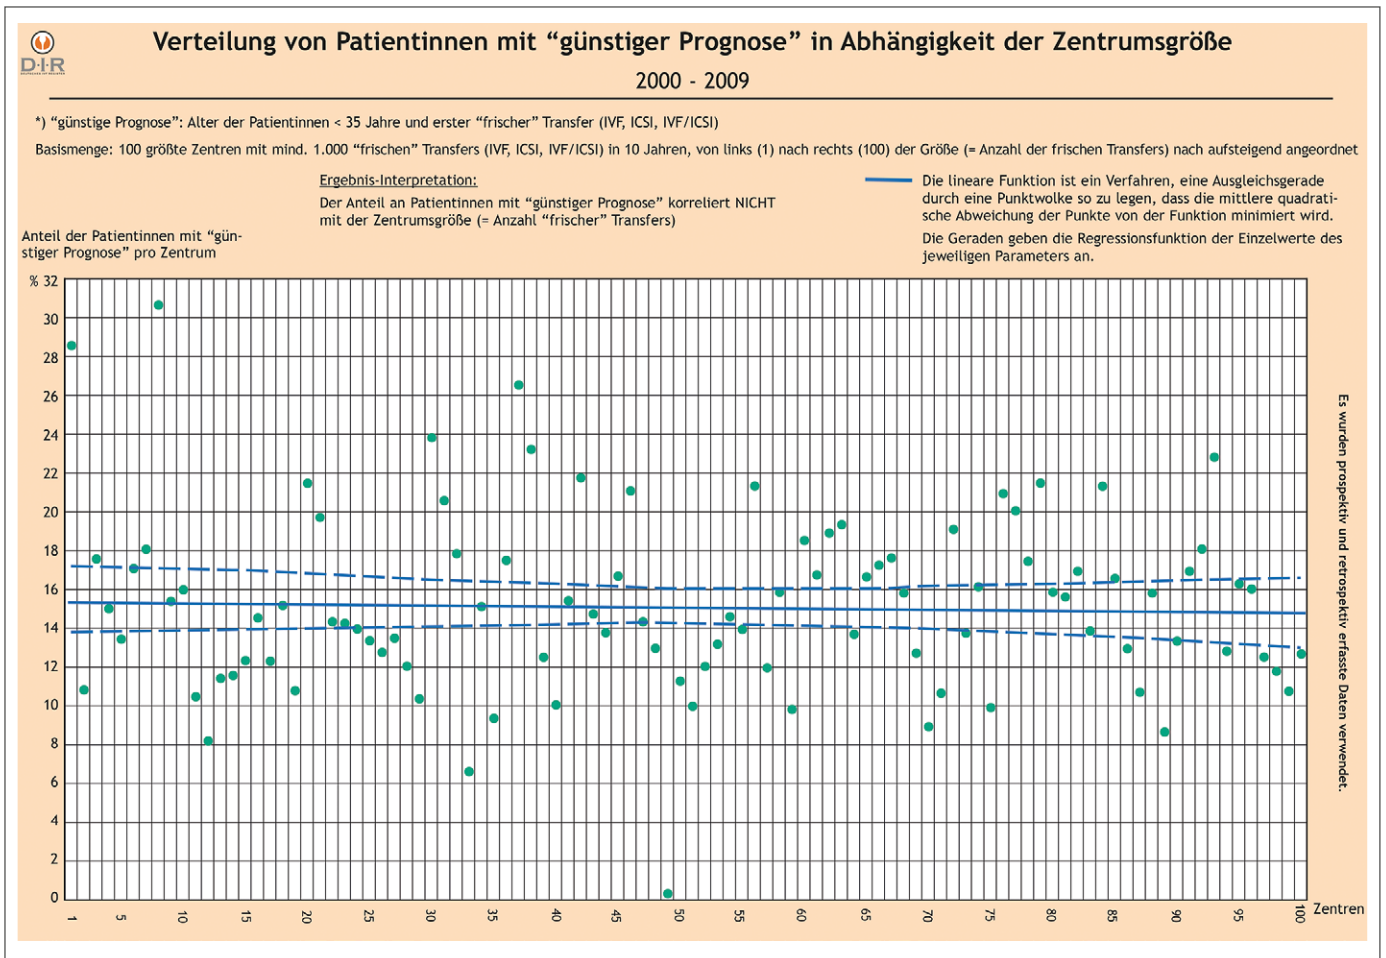 Verteilung von Patientinnen mit “günstiger Prognose” in Abhängigkeit der Zentrumsgröße
D·I·R
2000 - 2009
*) “günstige Prognose”: Alter der Patientinnen < 35 Jahre und erster “frischer” Transfer (IVF, ICSI, IVF/ICSI)
Basismenge: 100 größte Zentren mit mind. 1.000 “frischen” Transfers (IVF, ICSI, IVF/ICSI) in 10 Jahren, von links (1) nach rechts (100) der Größe (= Anzahl der frischen Transfers) nach aufsteigend angeordnet
Ergebnis-Interpretation:
Der Anteil an Patientinnen mit “günstiger Prognose” korreliert NICHT
mit der Zentrumsgröße (= Anzahl “frischer” Transfers)
Die lineare Funktion ist ein Verfahren, eine Ausgleichsgerade
durch eine Punktwolke so zu legen, dass die mittlere quadrati-
sche Abweichung der Punkte von der Funktion minimiert wird.
Die Geraden geben die Regressionsfunktion der Einzelwerte des
jeweiligen Parameters an.
Anteil der Patientinnen mit “gün-
stiger Prognose” pro Zentrum
% 32
30
28
26
24
22
20
18
16
14
12
10
8
6
4
2
0
1 5 10 15 20 25 30 35 40 45 50 55 60 65 70 75 80 85 90 95 100 Zentren
Es wurden prospektiv und retrospektiv erfasste Daten verwendet.